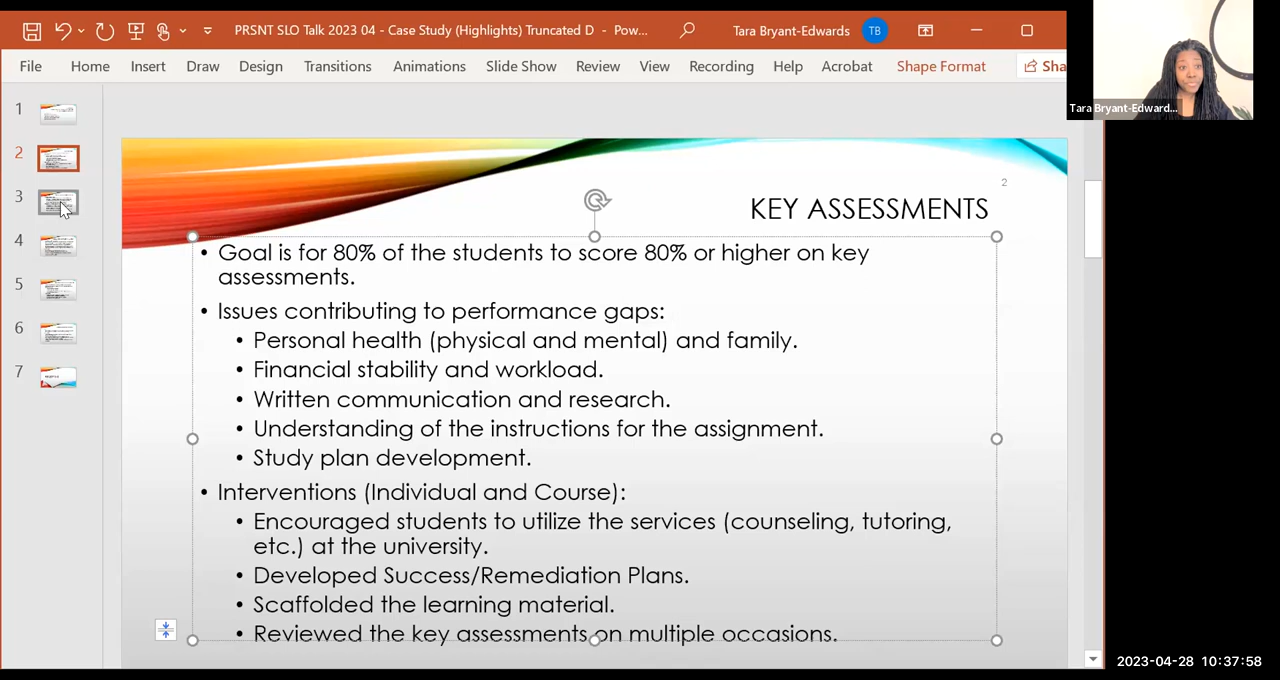 PRSNT SLO Talk 2023 04 - Case Study (Highlights) Truncated D - Pow...
Tara Bryant-Edwards
TB
File
Home
Insert
Draw
Design
Transitions
Animations
Slide Show
Review
View
Recording
Help
Acrobat
Shape Format
Sha
Tara Bryant-Edward...
1
2
3
4
5
6
7
2
KEY ASSESSMENTS
• Goal is for 80% of the students to score 80% or higher on key
assessments.
• Issues contributing to performance gaps:
• Personal health (physical and mental) and family.
• Financial stability and workload.
• Written communication and research.
• Understanding of the instructions for the assignment.
• Study plan development.
• Interventions (Individual and Course):
• Encouraged students to utilize the services (counseling, tutoring,
etc.) at the university.
• Developed Success/Remediation Plans.
• Scaffolded the learning material.
• Reviewed the key assessments on multiple occasions.
2023-04-28 10:37:58